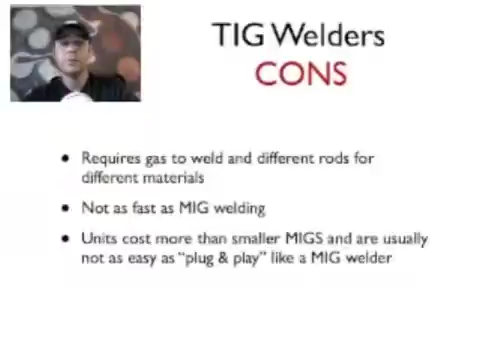 TIG Welders
CONS
Requires gas to weld and different rods for
different materials
Not as fast as MIG welding
Units cost more than smaller MIGS and are usually
not as easy as "plug & play" like a MIG welder